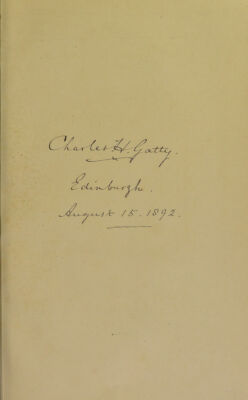 Charles H. Gatty.
Edinburgh.
August 15. 1892.